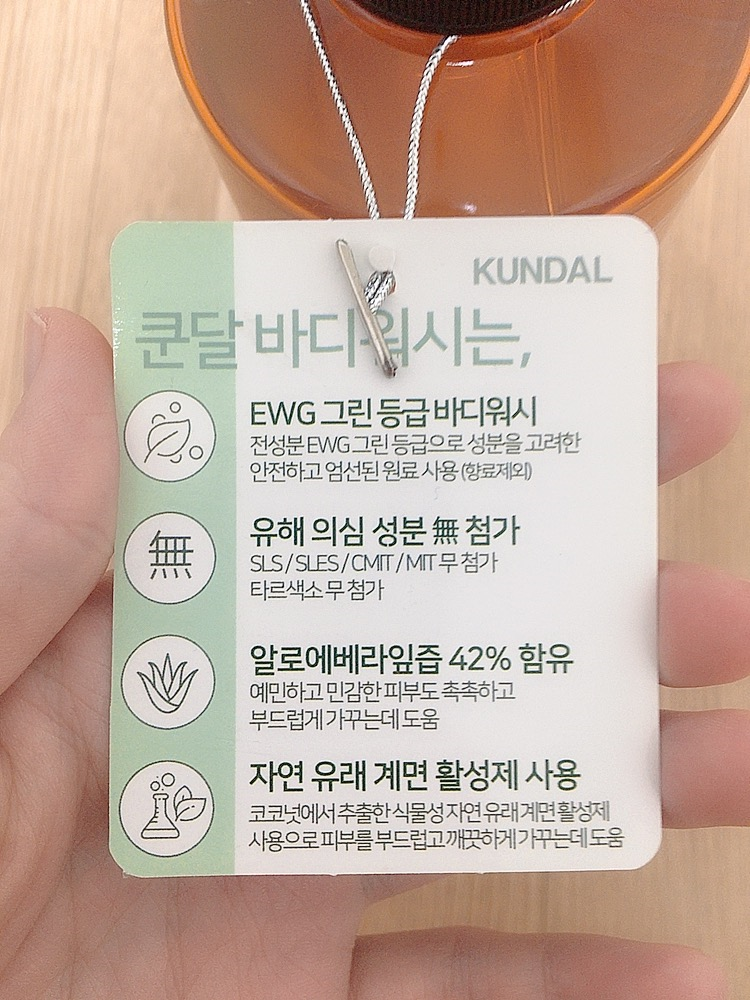 KUNDAL
쿤달 바디워시는,
EWG 그린 등급 바디워시
전성분 EWG 그린 등급으로 성분을 고려한
안전하고 엄선된 원료 사용 (향료제외)
無
유해 의심 성분 無 첨가
SLS / SLES / CMIT / MIT 무 첨가
타르색소 무 첨가
알로에베라잎즙 42% 함유
예민하고 민감한 피부도 촉촉하고
부드럽게 가꾸는데 도움
자연 유래 계면 활성제 사용
코코넛에서 추출한 식물성 자연 유래 계면 활성제
사용으로 피부를 부드럽고 깨끗하게 가꾸는데 도움